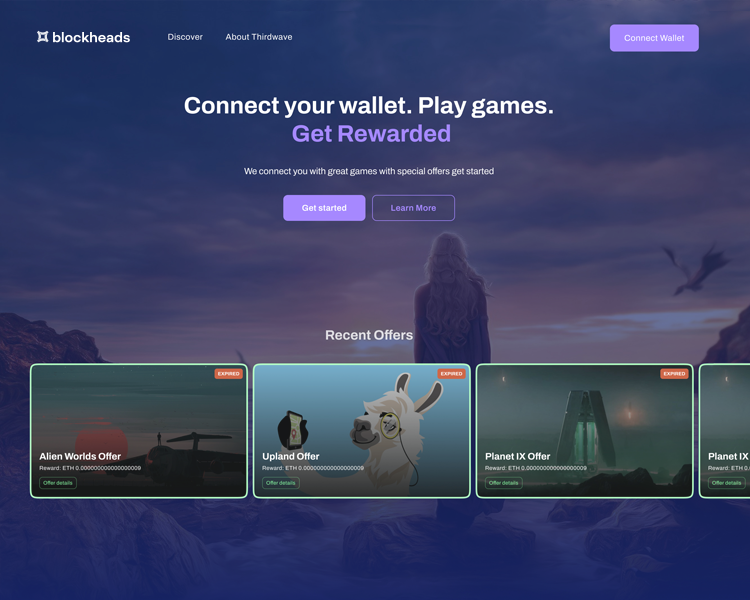 blockheads
Discover
About Thirdwave
Connect Wallet
Connect your wallet. Play games.
Get Rewarded
We connect you with great games with special offers get started
Get started
Learn More
Recent Offers
EXPIRED
Alien Worlds Offer
Reward: ETH 0.000000000000000009
Offer details
EXPIRED
Upland Offer
Reward: ETH 0.000000000000000009
Offer details
EXPIRED
Planet IX Offer
Reward: ETH 0.000000000000000009
Offer details
Planet IX
Reward: ETH 0.0
Offer details